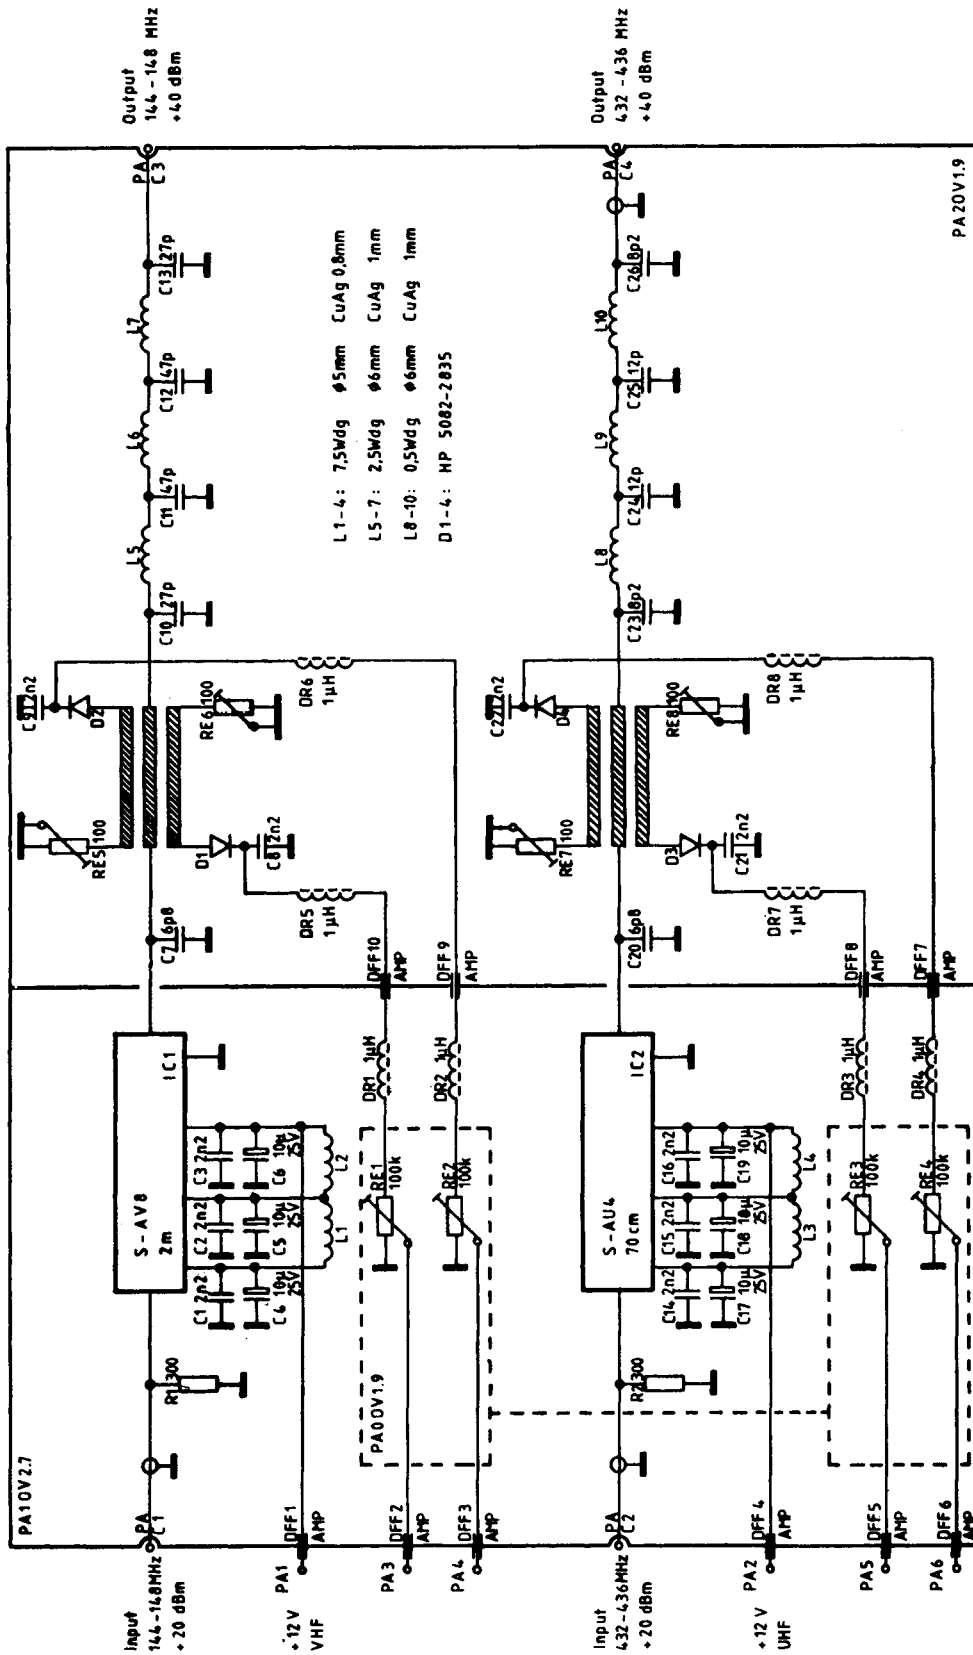 PA10V2.7
Input
144-148MHz
+20 dBm
PA
C1
R1 300
S-AV8
2m
IC1
C1 2n2
C2 2n2
C3 2n2
C4 10µ
25V
C5 10µ
25V
C6 10µ
25V
L1
L2
+12V
VHF
PA1
DFF1
AMP
PA3
DFF2
AMP
PA4
DFF3
AMP
PA00V1.9
RE1
100k
RE2
100k
DR1 1µH
DR2 1µH
DFF10
AMP
DFF9
AMP
C7 6p8
RE5 100
D1
C8 2n2
DR5
1µH
C9 2n2
D2
RE6 100
DR6
1µH
C10 27p
L5
C11 47p
L6
C12 47p
L7
C13 27p
PA
C3
Output
144-148 MHz
+40 dBm
L1-4: 7,5Wdg ø5mm CuAg 0,8mm
L5-7: 2,5Wdg ø6mm CuAg 1mm
L8-10: 0,5Wdg ø6mm CuAg 1mm
D1-4: HP 5082-2835
Input
432-436MHz
+20 dBm
PA
C2
R2 300
S-AU4
70cm
IC2
C14 2n2
C15 2n2
C16 2n2
C17 10µ
25V
C18 10µ
25V
C19 10µ
25V
L3
L4
+12V
UHF
PA2
DFF4
AMP
PA5
DFF5
AMP
PA6
DFF6
AMP
RE3
100k
RE4
100k
DR3 1µH
DR4 1µH
DFF8
AMP
DFF7
AMP
C20 6p8
RE7 100
D3
C21 2n2
DR7
1µH
C22 2n2
D4
RE8 100
DR8
1µH
C23 8p2
L8
C24 12p
L9
C25 12p
L10
C26 8p2
PA
C4
Output
432-436 MHz
+40 dBm
PA20V1.9